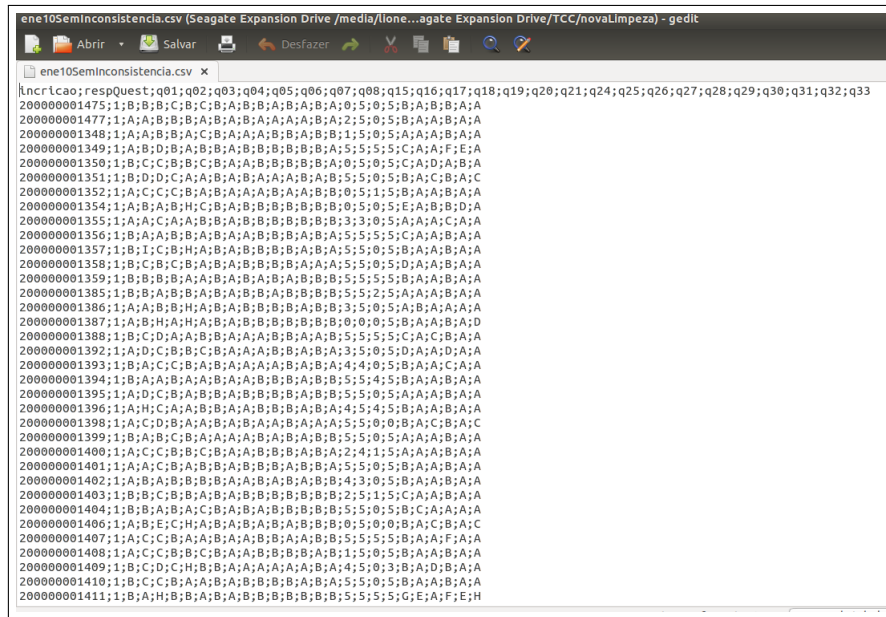 ene10SemInconsistencia.csv (Seagate Expansion Drive /media/lione...agate Expansion Drive/TCC/novaLimpeza) - gedit
Abrir Salvar Desfazer
ene10SemInconsistencia.csv x
incricao;respQuest;q01;q02;q03;q04;q05;q06;q07;q08;q15;q16;q17;q18;q19;q20;q21;q24;q25;q26;q27;q28;q29;q30;q31;q32;q33
200000001475;1;B;B;B;C;B;C;B;A;B;B;A;B;A;B;A;0;5;0;5;B;A;B;B;A;A
200000001477;1;A;A;B;B;A;B;A;A;A;A;B;A;B;A;2;5;0;5;B;A;A;B;A;A
200000001348;1;A;A;B;B;A;C;B;A;A;A;A;B;A;B;B;1;5;0;5;A;A;A;B;A;A
200000001349;1;A;B;D;B;A;B;B;A;B;B;B;B;B;A;5;5;5;5;C;A;A;F;E;A
200000001350;1;B;C;C;B;B;C;B;A;A;B;B;B;B;B;A;0;5;0;5;C;A;D;A;B;A
200000001351;1;B;D;D;C;A;A;B;A;B;A;A;A;B;A;B;5;5;0;5;B;A;C;B;A;C
200000001352;1;A;C;C;C;B;A;B;A;A;A;B;A;A;B;B;0;5;1;5;B;A;A;B;A;A
200000001354;1;A;B;A;B;H;C;B;A;B;B;B;B;B;B;B;0;5;0;5;E;A;B;B;D;A
200000001355;1;A;A;C;A;A;B;B;A;B;B;B;B;B;B;B;3;3;0;5;A;A;A;C;A;A
200000001356;1;B;A;A;B;B;A;B;A;A;B;B;B;A;B;A;5;5;5;5;C;A;A;B;A;A
200000001357;1;B;I;C;B;H;A;B;A;B;B;B;B;B;A;B;5;5;0;5;B;A;A;B;A;A
200000001358;1;B;C;B;C;B;A;B;A;B;B;B;B;A;A;A;5;5;0;5;D;A;A;B;A;A
200000001359;1;B;B;B;B;A;A;B;A;B;A;B;A;B;B;B;5;5;5;5;B;A;A;B;A;A
200000001385;1;B;B;A;B;B;A;B;A;B;B;A;B;B;B;B;5;5;2;5;A;A;A;B;A;A
200000001386;1;A;A;B;B;H;A;B;A;B;B;B;B;A;B;B;3;5;0;5;A;B;A;A;A;A
200000001387;1;A;B;H;A;H;A;B;A;B;B;B;B;B;B;B;0;0;0;5;B;A;A;B;A;D
200000001388;1;B;C;D;A;A;B;B;A;A;B;B;A;A;B;5;5;5;5;C;A;C;B;A;A
200000001392;1;A;D;C;B;B;C;B;A;A;A;B;B;A;B;A;3;5;0;5;D;A;A;D;A;A
200000001393;1;B;A;C;C;B;A;B;A;A;B;A;B;A;B;A;4;4;0;5;B;A;A;C;A;A
200000001394;1;B;A;A;B;A;A;B;A;A;B;B;B;A;B;B;5;5;4;5;B;A;A;B;A;A
200000001395;1;A;D;C;B;A;B;B;A;A;B;B;B;A;B;B;5;5;0;5;A;A;A;B;A;A
200000001396;1;A;H;C;A;A;B;B;A;A;B;B;B;A;B;A;4;5;4;5;B;A;A;B;A;A
200000001398;1;A;C;D;B;A;A;B;A;B;A;A;B;A;A;A;5;5;0;0;B;A;C;B;A;C
200000001399;1;B;A;B;C;B;A;A;A;A;B;B;B;A;B;B;5;5;0;5;A;A;A;B;A;A
200000001400;1;A;C;C;B;B;C;B;A;A;B;B;B;A;B;A;2;4;1;5;A;A;A;B;A;A
200000001401;1;A;A;C;B;A;B;B;A;A;B;B;A;B;B;A;5;5;0;5;B;A;A;B;A;A
200000001402;1;A;B;A;B;B;B;B;A;A;B;B;A;B;A;B;4;3;0;5;B;A;A;B;A;A
200000001403;1;B;B;C;B;B;A;B;A;B;B;B;B;B;B;B;2;5;1;5;C;A;A;B;A;A
200000001404;1;B;B;A;B;A;C;B;A;B;A;B;B;B;B;B;5;5;0;5;B;C;A;A;A;A
200000001406;1;A;B;E;C;H;A;B;A;B;A;B;A;B;B;B;0;5;0;0;B;A;C;B;A;C
200000001407;1;A;C;C;B;A;A;A;A;A;B;B;B;A;B;B;5;5;5;5;B;A;A;F;A;A
200000001408;1;A;C;C;B;B;C;B;A;A;B;B;B;B;A;B;1;5;0;5;B;A;A;B;A;A
200000001409;1;B;C;D;C;H;B;B;A;A;A;A;A;A;B;A;4;5;0;3;B;A;D;B;A;A
200000001410;1;B;C;C;B;A;A;B;A;B;B;B;B;A;B;A;5;5;0;5;B;A;A;B;A;A
200000001411;1;B;A;H;B;B;A;B;A;B;B;B;B;B;B;B;5;5;5;5;G;E;A;F;E;H